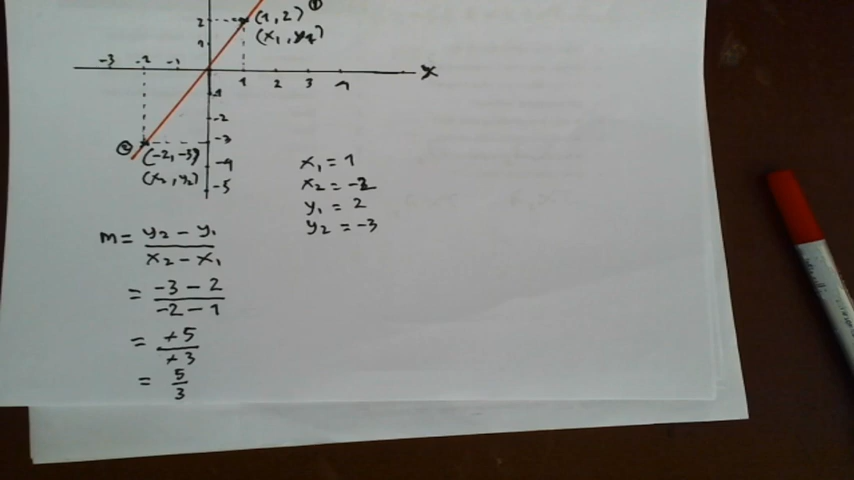 2 (1, 2) ①
1 (x₁, y₁)
-3 -2 -1 1 2 3 4 x
-1
-2
② -3
(-2, -3) -4
(x₂, y₂) -5
x₁ = 1
x₂ = -2
y₁ = 2
y₂ = -3
m = y₂ - y₁
x₂ - x₁
= -3 - 2
-2 - 1
= +5
+3
= 5
3